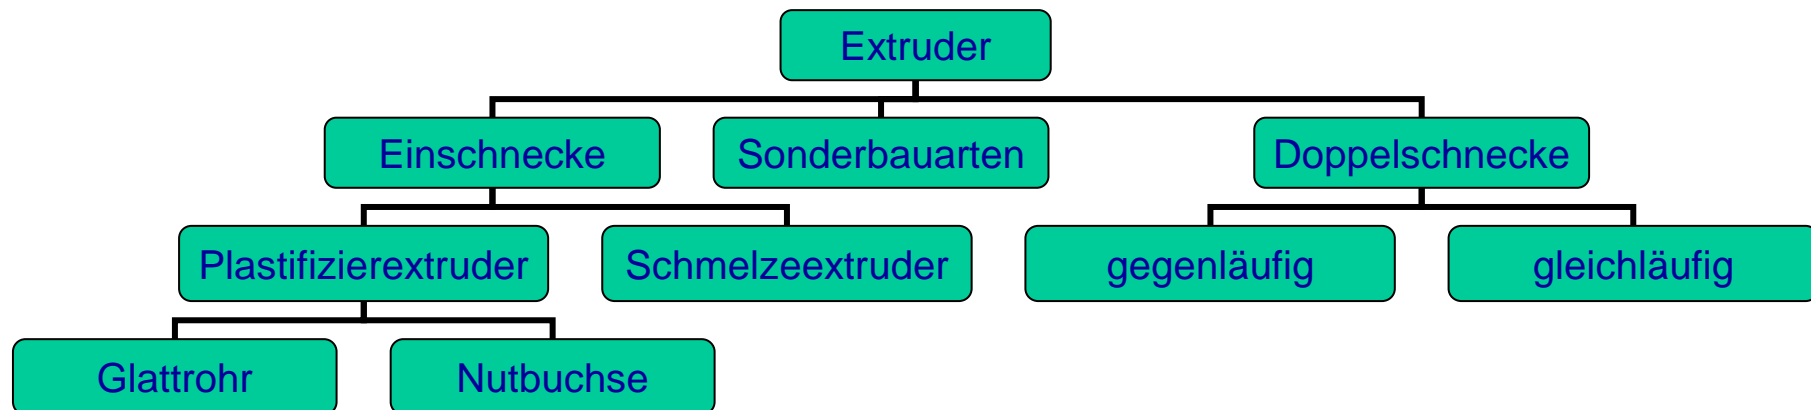 Extruder
Einschnecke
Sonderbauarten
Doppelschnecke
Plastifizierextruder
Schmelzeextruder
gegenläufig
gleichläufig
Glattrohr
Nutbuchse